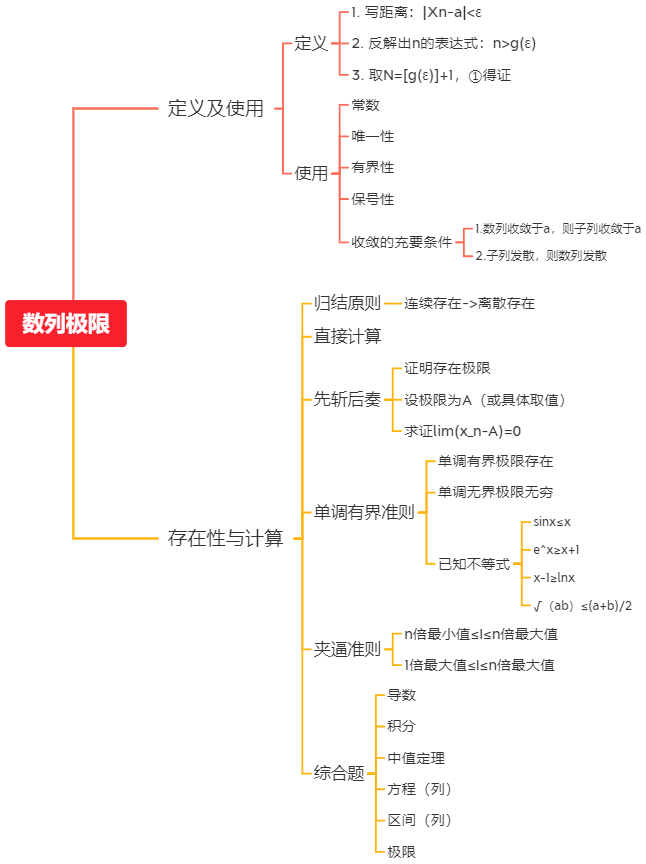 数列极限
定义及使用
定义
1. 写距离：|Xn-a|<ε
2. 反解出n的表达式：n>g(ε)
3. 取N=[g(ε)]+1，①得证
使用
常数
唯一性
有界性
保号性
收敛的充要条件
1.数列收敛于a，则子列收敛于a
2.子列发散，则数列发散
存在性与计算
归结原则
连续存在->离散存在
直接计算
先斩后奏
证明存在极限
设极限为A（或具体取值）
求证lim(x_n-A)=0
单调有界准则
单调有界极限存在
单调无界极限无穷
已知不等式
sinx≤x
e^x≥x+1
x-1≥lnx
√（ab）≤(a+b)/2
夹逼准则
n倍最小值≤I≤n倍最大值
1倍最大值≤I≤n倍最大值
综合题
导数
积分
中值定理
方程（列）
区间（列）
极限